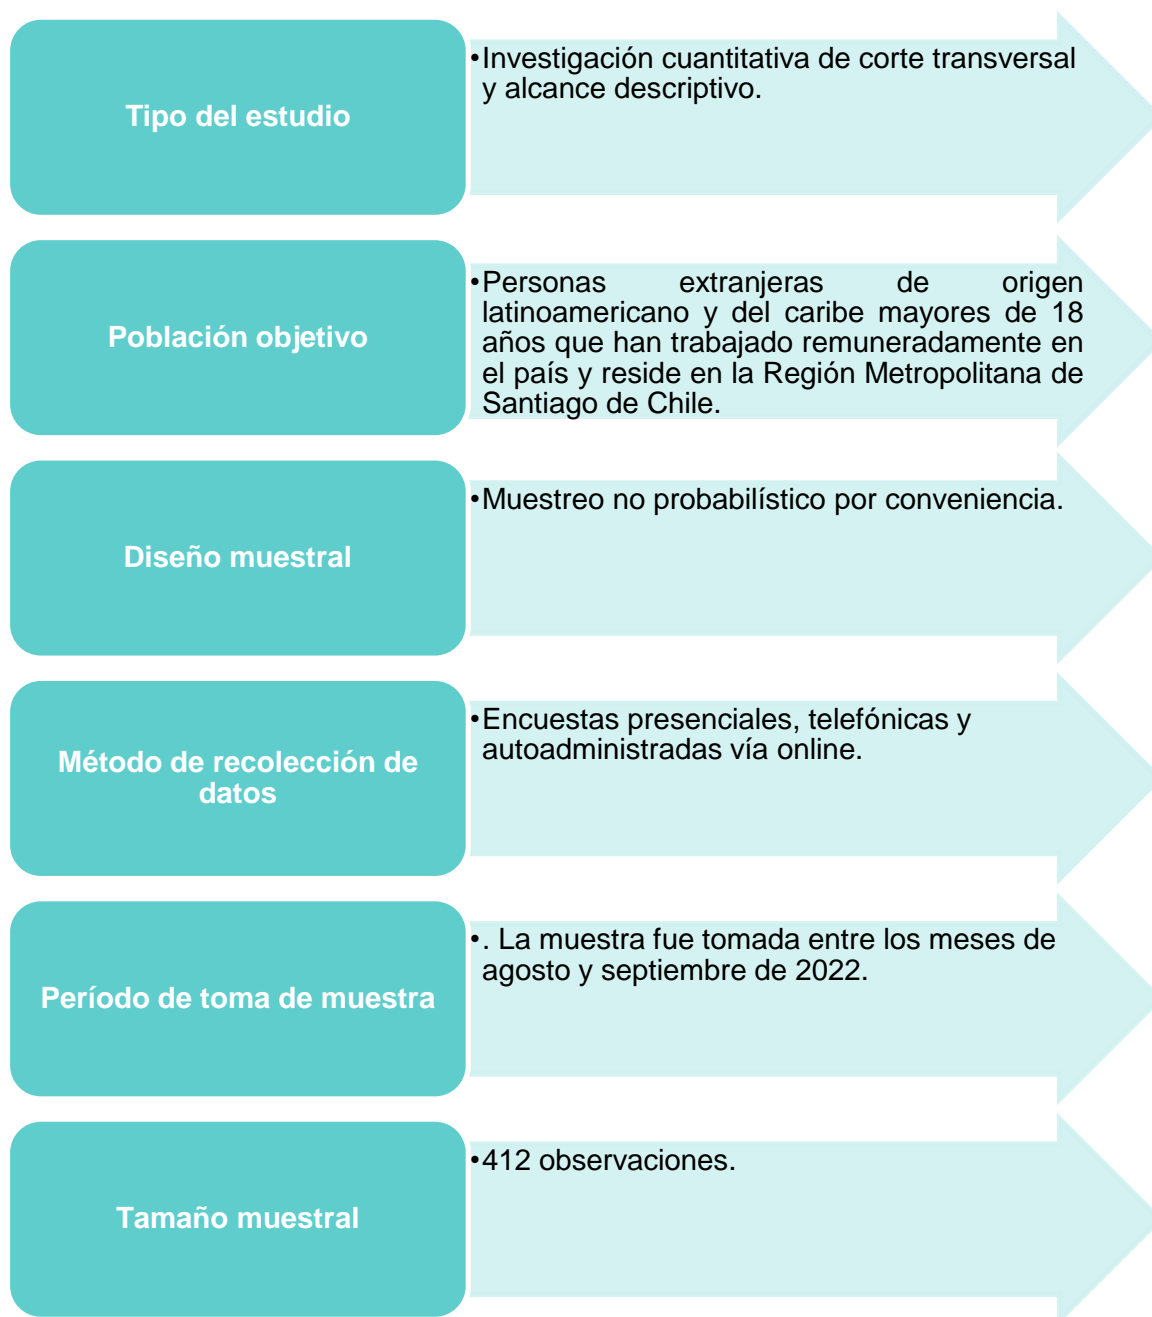 Tipo del estudio
•Investigación cuantitativa de corte transversal
y alcance descriptivo.
Población objetivo
•Personas extranjeras de origen
latinoamericano y del caribe mayores de 18
años que han trabajado remuneradamente en
el país y reside en la Región Metropolitana de
Santiago de Chile.
Diseño muestral
•Muestreo no probabilístico por conveniencia.
Método de recolección de
datos
•Encuestas presenciales, telefónicas y
autoadministradas vía online.
Período de toma de muestra
•. La muestra fue tomada entre los meses de
agosto y septiembre de 2022.
Tamaño muestral
•412 observaciones.